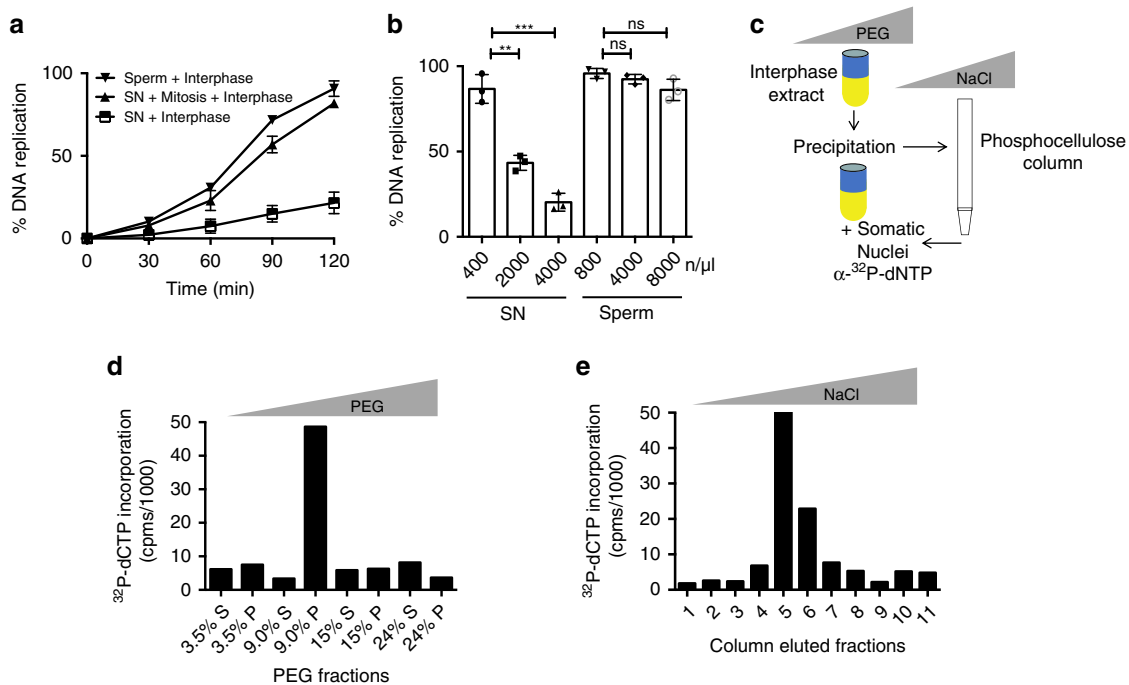 a
% DNA replication
100
50
0
Sperm + Interphase
SN + Mitosis + Interphase
SN + Interphase
0 30 60 90 120
Time (min)
b
% DNA replication
100
50
0
*** ns
** ns
400 2000 4000 800 4000 8000 n/µl
SN Sperm
c
PEG
Interphase
extract
NaCl
Precipitation
Phosphocellulose
column
+ Somatic
Nuclei
α-³²P-dNTP
d
PEG
³²P-dCTP incorporation
(cpms/1000)
50
40
30
20
10
0
3.5% S 3.5% P 9.0% S 9.0% P 15% S 15% P 24% S 24% P
PEG fractions
e
NaCl
³²P-dCTP incorporation
(cpms/1000)
50
40
30
20
10
0
1 2 3 4 5 6 7 8 9 10 11
Column eluted fractions